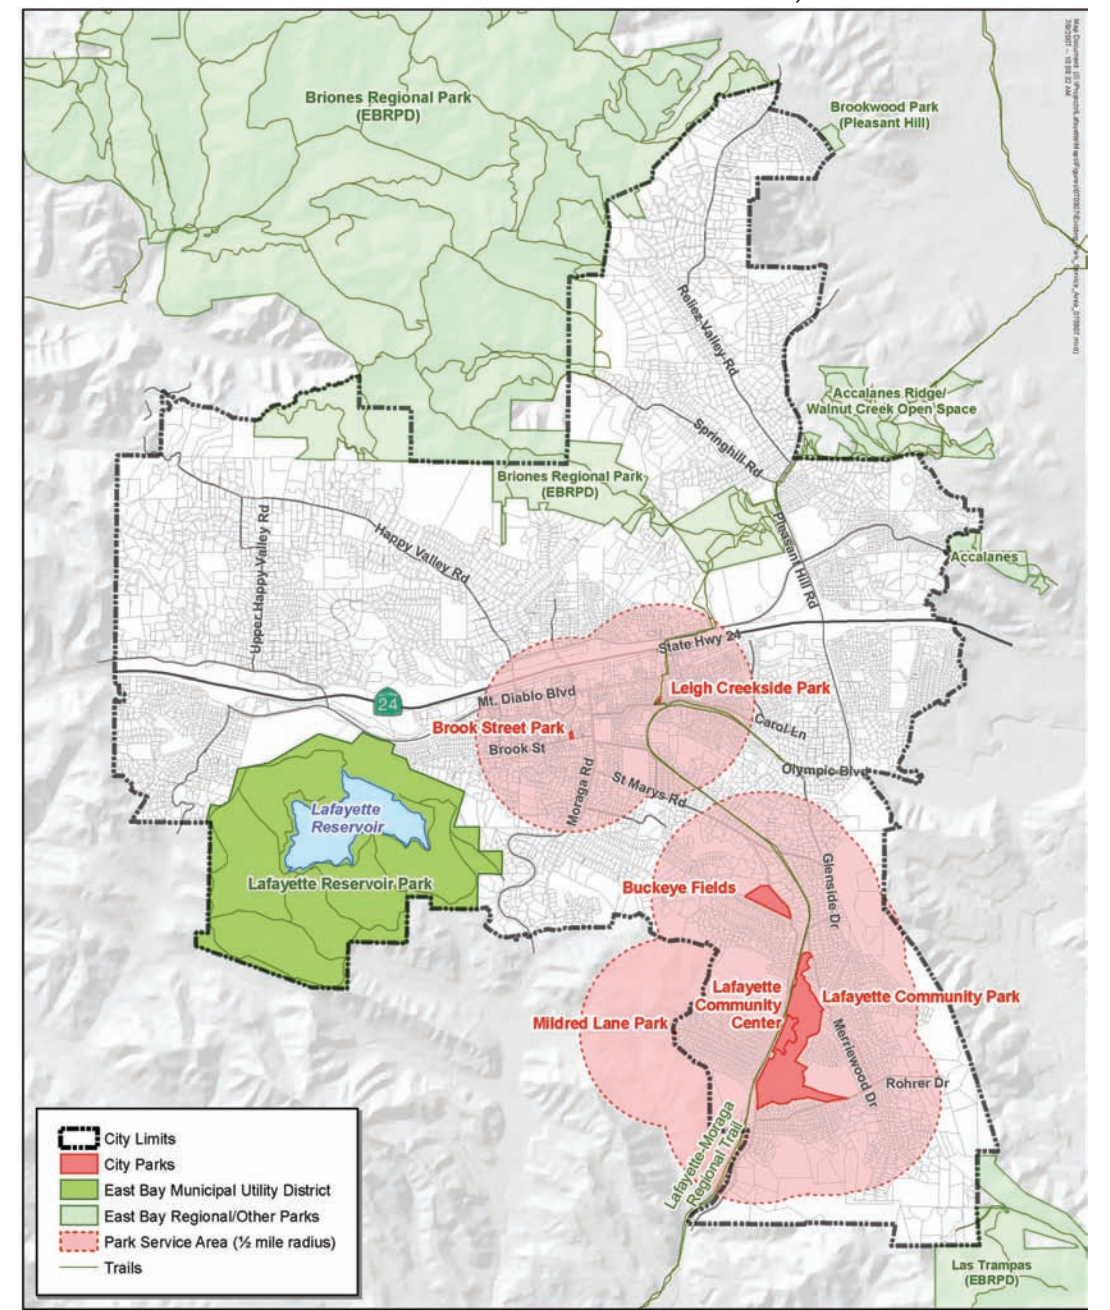 Briones Regional Park
(EBRPD)
Brookwood Park
(Pleasant Hill)
Reliez Valley Rd
Accalanes Ridge/
Walnut Creek Open Space
Springhill Rd
Briones Regional Park
(EBRPD)
Upper Happy Valley Rd
Happy Valley Rd
Pleasant Hill Rd
Accalanes
State Hwy 24
24
Mt. Diablo Blvd
Leigh Creekside Park
Brook Street Park
Brook St
Carol Ln
Olympic Blvd
Moraga Rd
St Marys Rd
Lafayette
Reservoir
Lafayette Reservoir Park
Buckeye Fields
Glenside Dr
Lafayette
Community
Center
Lafayette Community Park
Mildred Lane Park
Merriewood Dr
Rohrer Dr
Lafayette-Moraga
Regional Trail
Las Trampas
(EBRPD)
City Limits
City Parks
East Bay Municipal Utility District
East Bay Regional/Other Parks
Park Service Area (½ mile radius)
Trails